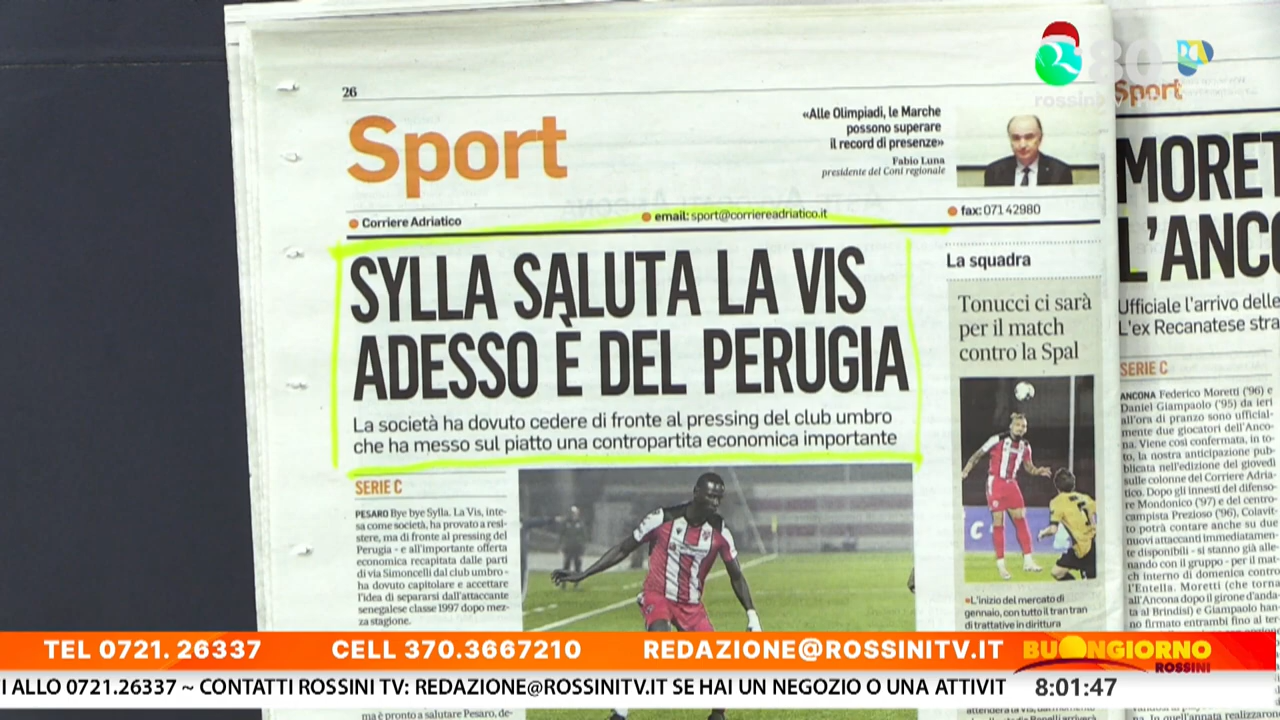 26
Sport
«Alle Olimpiadi, le Marche
possono superare
il record di presenze»
Fabio Luna
presidente del Coni regionale
80
rossini tv
Corriere Adriatico
email: sport@corriereadriatico.it
fax: 071 42980
SYLLA SALUTA LA VIS
ADESSO È DEL PERUGIA
La società ha dovuto cedere di fronte al pressing del club umbro
che ha messo sul piatto una contropartita economica importante
SERIE C
PESARO Bye bye Sylla. La Vis, inte-
sa come società, ha provato a resi-
stere, ma di fronte al pressing del
Perugia - e all'importante offerta
economica recapitata dalle parti
di via Simoncelli dal club umbro -
ha dovuto capitolare e accettare
l'idea di separarsi dall'attaccante
senegalese classe 1997 dopo mez-
za stagione.
ma è pronto a salutare Pesaro, de-
La squadra
Tonucci ci sarà
per il match
contro la Spal
L'inizio del mercato di
gennaio, con tutto il tran tran
di trattative in dirittura
Sport
MORET
L'ANCO
Ufficiale l'arrivo delle
L'ex Recanatese stra
SERIE C
ANCONA Federico Moretti ('96) e
Daniel Giampaolo ('95) da ieri
all'ora di pranzo sono ufficial-
mente due giocatori dell'Anco-
na. Viene così confermata, in to-
to, la nostra anticipazione pub-
blicata nell'edizione del giovedì
sulle colonne del Corriere Adria-
tico. Dopo gli innesti del difenso-
re Mondonico ('97) e del centro-
campista Prezioso ('96), Colavit-
to potrà contare anche su due
nuovi attaccanti immediatamen-
te disponibili - si stanno già alle-
nando con il gruppo - per il mat-
ch interno di domenica contro
l'Entella. Moretti (che torna
all'Ancona dopo il girone d'anda-
ta al Brindisi) e Giampaolo han-
no firmato entrambi fino al ter-
TEL 0721.26337
CELL 370.3667210
REDAZIONE@ROSSINITV.IT
BUONGIORNO
ROSSINI
I ALLO 0721.26337 ~ CONTATTI ROSSINI TV: REDAZIONE@ROSSINITV.IT SE HAI UN NEGOZIO O UNA ATTIVIT
8:01:47